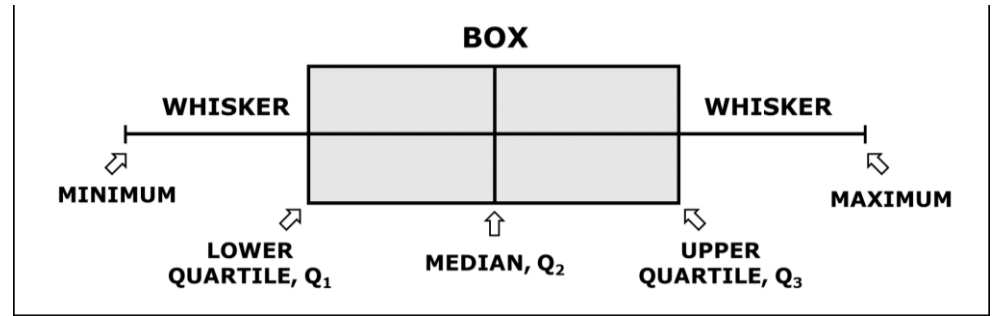 BOX
WHISKER
WHISKER
MINIMUM
MAXIMUM
LOWER
QUARTILE, Q₁
MEDIAN, Q₂
UPPER
QUARTILE, Q₃